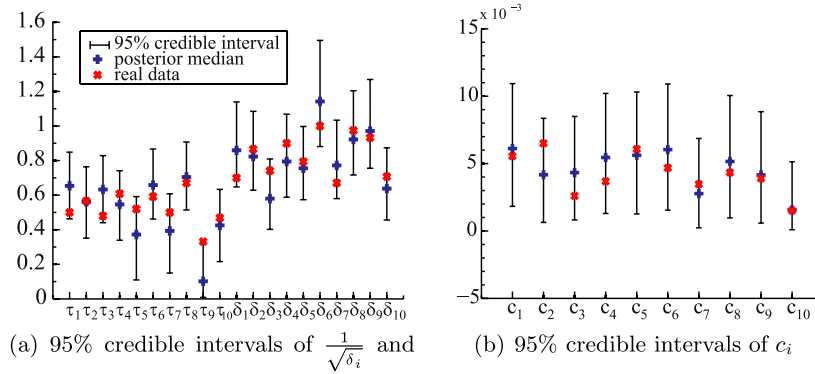 1.6
1.4
1.2
1
0.8
0.6
0.4
0.2
0
95% credible interval
posterior median
real data
τ₁ τ₂ τ₃ τ₄ τ₅ τ₆ τ₇ τ₈ τ₉ τ₁₀ δ₁ δ₂ δ₃ δ₄ δ₅ δ₆ δ₇ δ₈ δ₉ δ₁₀
(a) 95% credible intervals of 1/√δᵢ and
15 x 10⁻³
10
5
0
−5
c₁ c₂ c₃ c₄ c₅ c₆ c₇ c₈ c₉ c₁₀
(b) 95% credible intervals of cᵢ